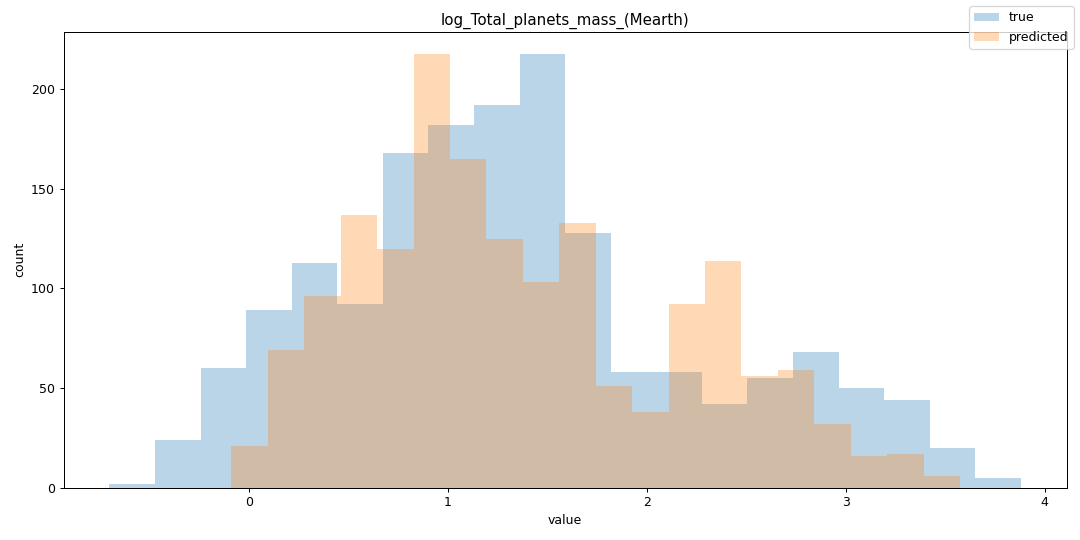 log_Total_planets_mass_(Mearth)
true
predicted
200
150
100
50
0
count
0 1 2 3 4
value